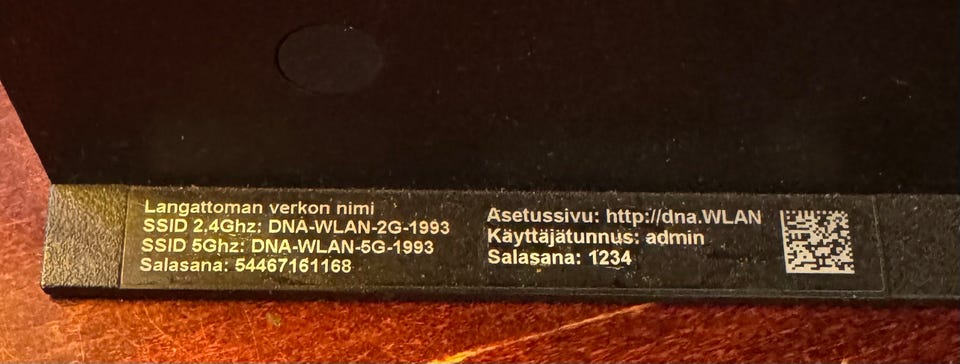 Langattoman verkon nimi
SSID 2.4Ghz: DNA-WLAN-2G-1993
SSID 5Ghz: DNA-WLAN-5G-1993
Salasana: 54467161168
Asetussivu: http://dna.WLAN
Käyttäjätunnus: admin
Salasana: 1234